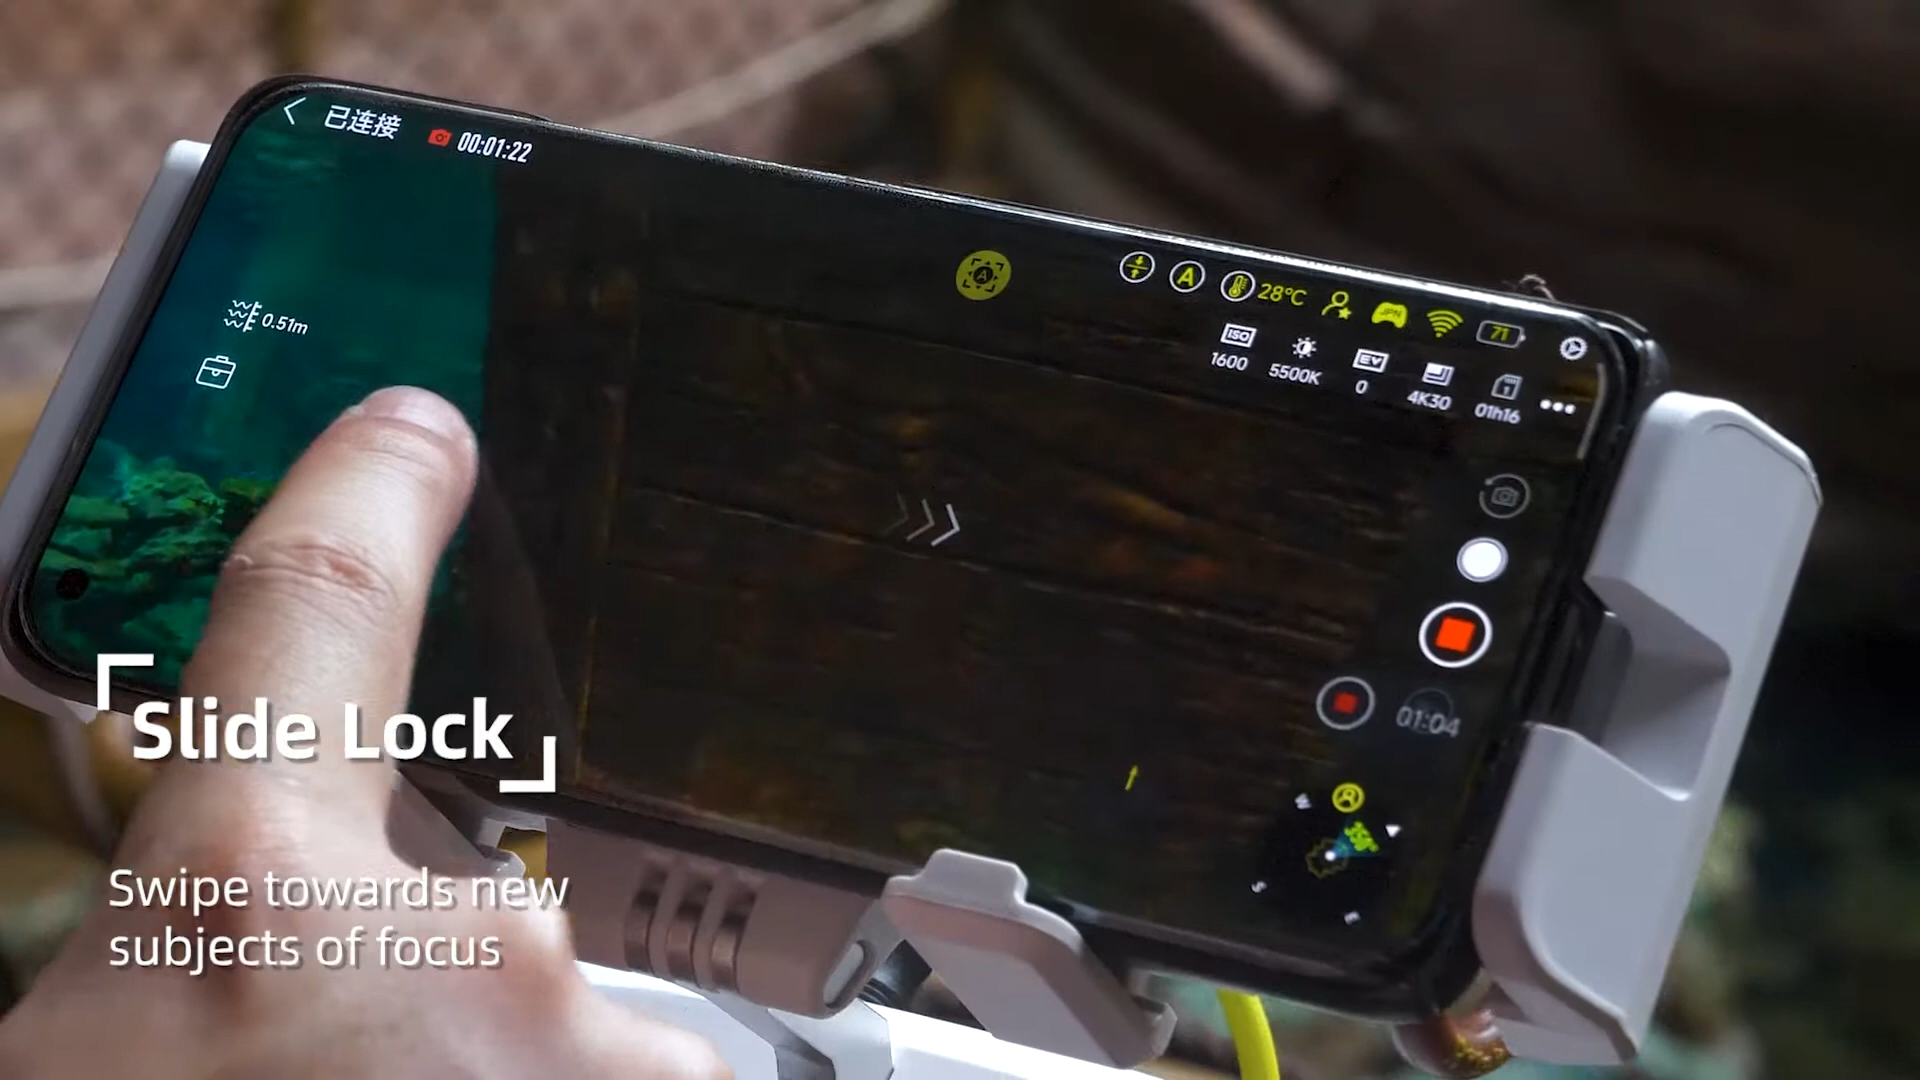 已连接
00:01:22
28°C
JPN
71
ISO
1600
5500K
EV
0
4K30
01h16
0.51m
A
A
01:04
Slide Lock
Swipe towards new
subjects of focus
N
S
E